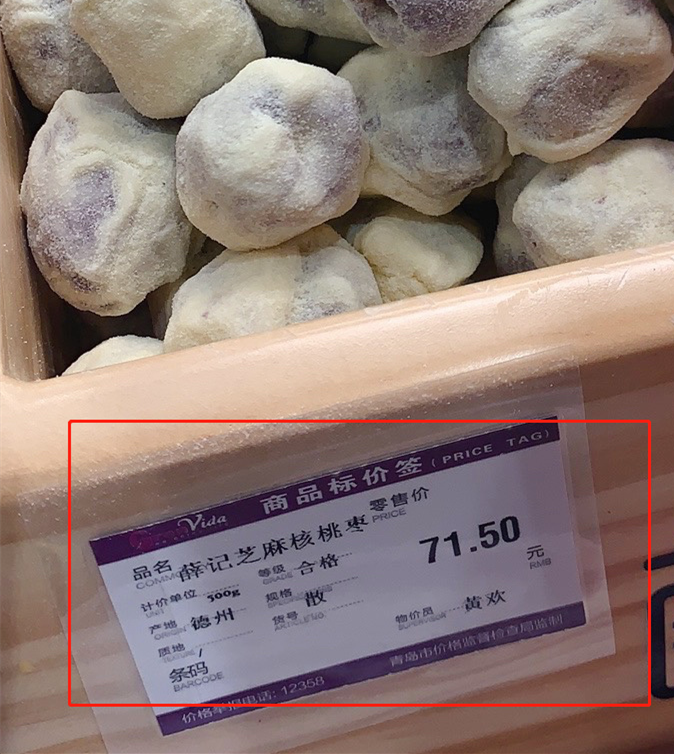 Vida 商品标价签(PRICE TAG)
品名 薛记芝麻核桃枣 零售价
COMMODITY PRICE
计价单位 500g 等级 合格 71.50 元
UNIT GRADE RMB
产地 德州 规格 散
ORIGIN SPECIFICATION
质地 / 货号 物价员 黄欢
TEXTURE ARTICLE NO. SUPERVISOR
条码
BARCODE
价格举报电话: 12358 青岛市价格监督检查局监制